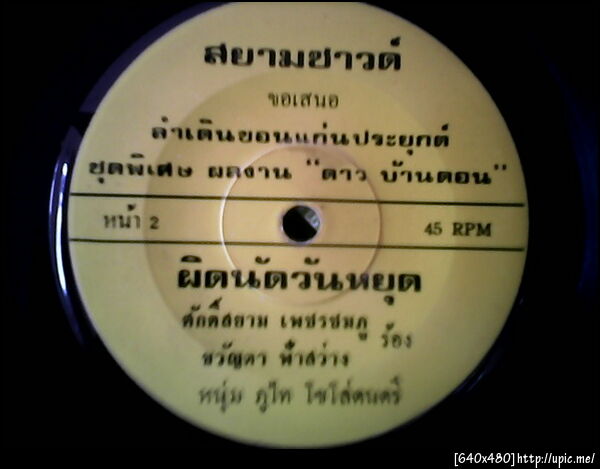 สยามซาวด์
ขอเสนอ
ลำเดินขอนแก่นประยุกต์
ชุดพิเศษ ผลงาน "ดาว บ้านดอน"
หน้า 2
45 RPM
ผิดนัดวันหยุด
ศักดิ์สยาม เพชรชมภู
ขวัญตา ฟ้าสว่าง
ร้อง
หนุ่ม ภูไท โซโล่ดนตรี
[640x480]http://upic.me/